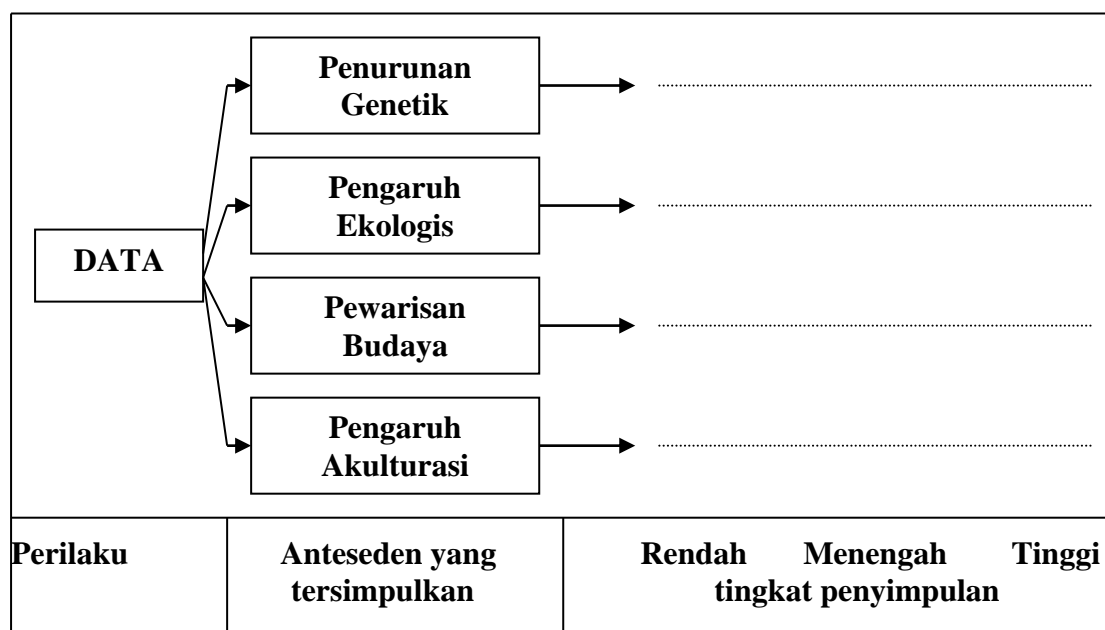 Penurunan
Genetik
Pengaruh
Ekologis
DATA
Pewarisan
Budaya
Pengaruh
Akulturasi
Perilaku
Anteseden yang
tersimpulkan
Rendah Menengah Tinggi
tingkat penyimpulan